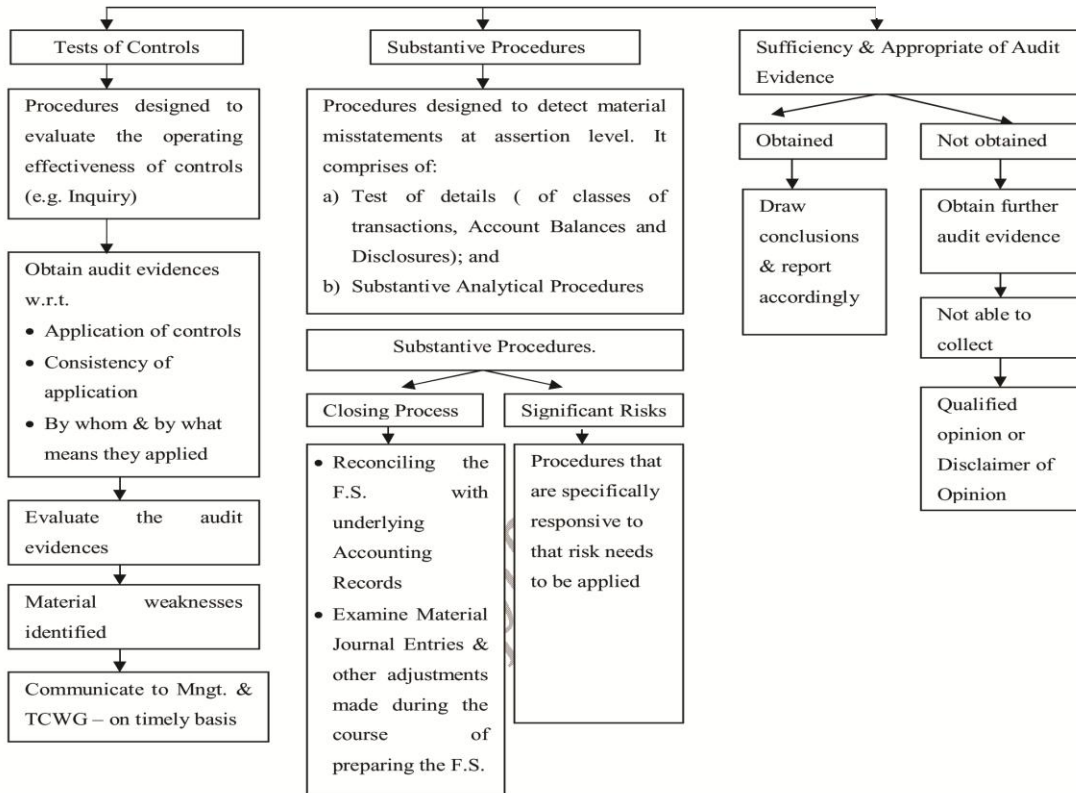 Tests of Controls
Procedures designed to
evaluate the operating
effectiveness of controls
(e.g. Inquiry)
Obtain audit evidences
w.r.t.
• Application of controls
• Consistency of
application
• By whom & by what
means they applied
Evaluate the audit
evidences
Material weaknesses
identified
Communicate to Mngt. &
TCWG – on timely basis
Substantive Procedures
Procedures designed to detect material
misstatements at assertion level. It
comprises of:
a) Test of details ( of classes of
transactions, Account Balances and
Disclosures); and
b) Substantive Analytical Procedures
Substantive Procedures.
Closing Process
• Reconciling the
F.S. with
underlying
Accounting
Records
• Examine Material
Journal Entries &
other adjustments
made during the
course of
preparing the F.S.
Significant Risks
Procedures that
are specifically
responsive to
that risk needs
to be applied
Sufficiency & Appropriate of Audit
Evidence
Obtained
Draw
conclusions
& report
accordingly
Not obtained
Obtain further
audit evidence
Not able to
collect
Qualified
opinion or
Disclaimer of
Opinion